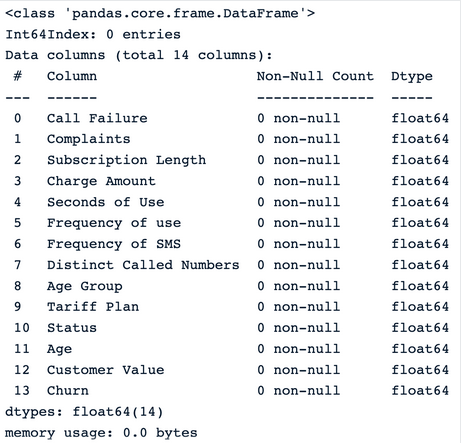 <class 'pandas.core.frame.DataFrame'>
Int64Index: 0 entries
Data columns (total 14 columns):
 #   Column                   Non-Null Count  Dtype
---  ------                   --------------  -----
 0   Call Failure             0 non-null      float64
 1   Complaints               0 non-null      float64
 2   Subscription Length      0 non-null      float64
 3   Charge Amount            0 non-null      float64
 4   Seconds of Use           0 non-null      float64
 5   Frequency of use         0 non-null      float64
 6   Frequency of SMS         0 non-null      float64
 7   Distinct Called Numbers  0 non-null      float64
 8   Age Group                0 non-null      float64
 9   Tariff Plan              0 non-null      float64
 10  Status                   0 non-null      float64
 11  Age                      0 non-null      float64
 12  Customer Value           0 non-null      float64
 13  Churn                    0 non-null      float64
dtypes: float64(14)
memory usage: 0.0 bytes